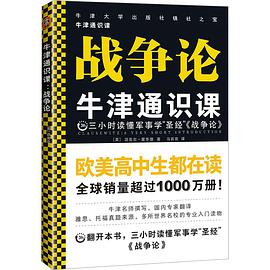 牛津大学出版社镇社之宝
牛津通识课
战争论
牛津通识课
三小时读懂军事学“圣经”《战争论》
CLAUSEWITZ: A VERY SHORT INTRODUCTION
欧美高中生都在读
全球销量超过1000万册!
牛津名师撰写，国内专家翻译
雅思、托福真题来源，多所世界名校的专业入门读物
翻开本书，三小时读懂军事学“圣经”
《战争论》